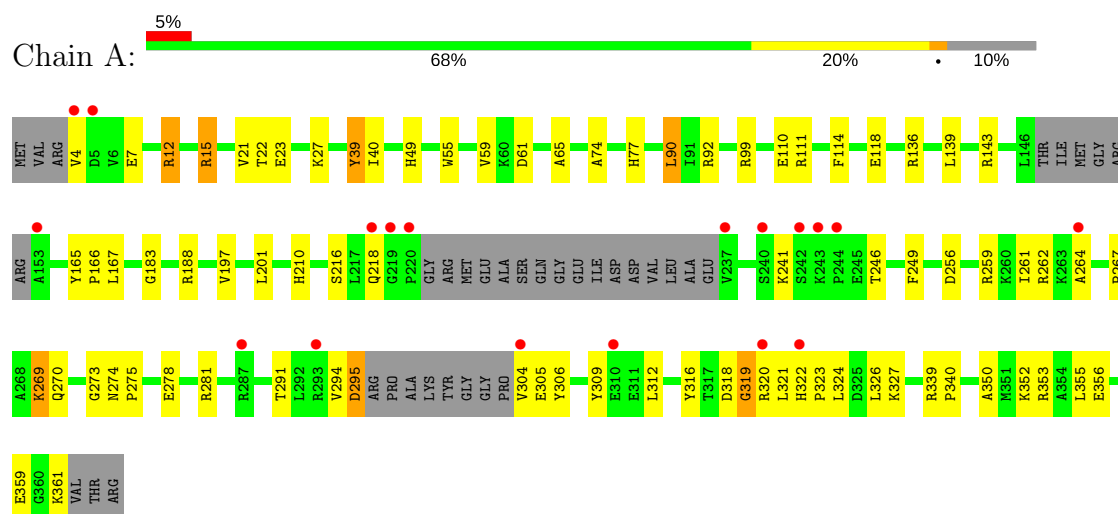 5%
Chain A:
68% 20% • 10%
MET VAL ARG V4 D5 V6 E7 R12 R15 V21 T22 E23 K27 Y39 I40 H49 W55 V59 K60 D61 A65 A74 H77 L90 I91 R92 R99 E110 R111 F114 E118 R136 L139 R143 L146 THR ILE MET GLY ARG
ARG A153 Y165 P166 L167 G183 R188 V197 L201 H210 S216 L217 Q218 G219 P220 GLY ARG MET GLU ALA SER GLN GLY GLU ILE ASP ASP VAL LEU ALA GLU V237 S240 K241 S242 K243 P244 E245 T246 F249 D256 R259 K260 I261 R262 K263 A264
A268 K269 Q270 G273 N274 P275 E278 R281 R287 T291 L292 R293 V294 D295 ARG PRO ALA LYS TYR GLY GLY PRO V304 E305 Y306 Y309 E310 E311 L312 Y316 T317 D318 G319 R320 L321 H322 P323 L324 D325 L326 K327 R339 P340 A350 M351 K352 R353 A354 L355 E356
E359 G360 K361 VAL THR ARG